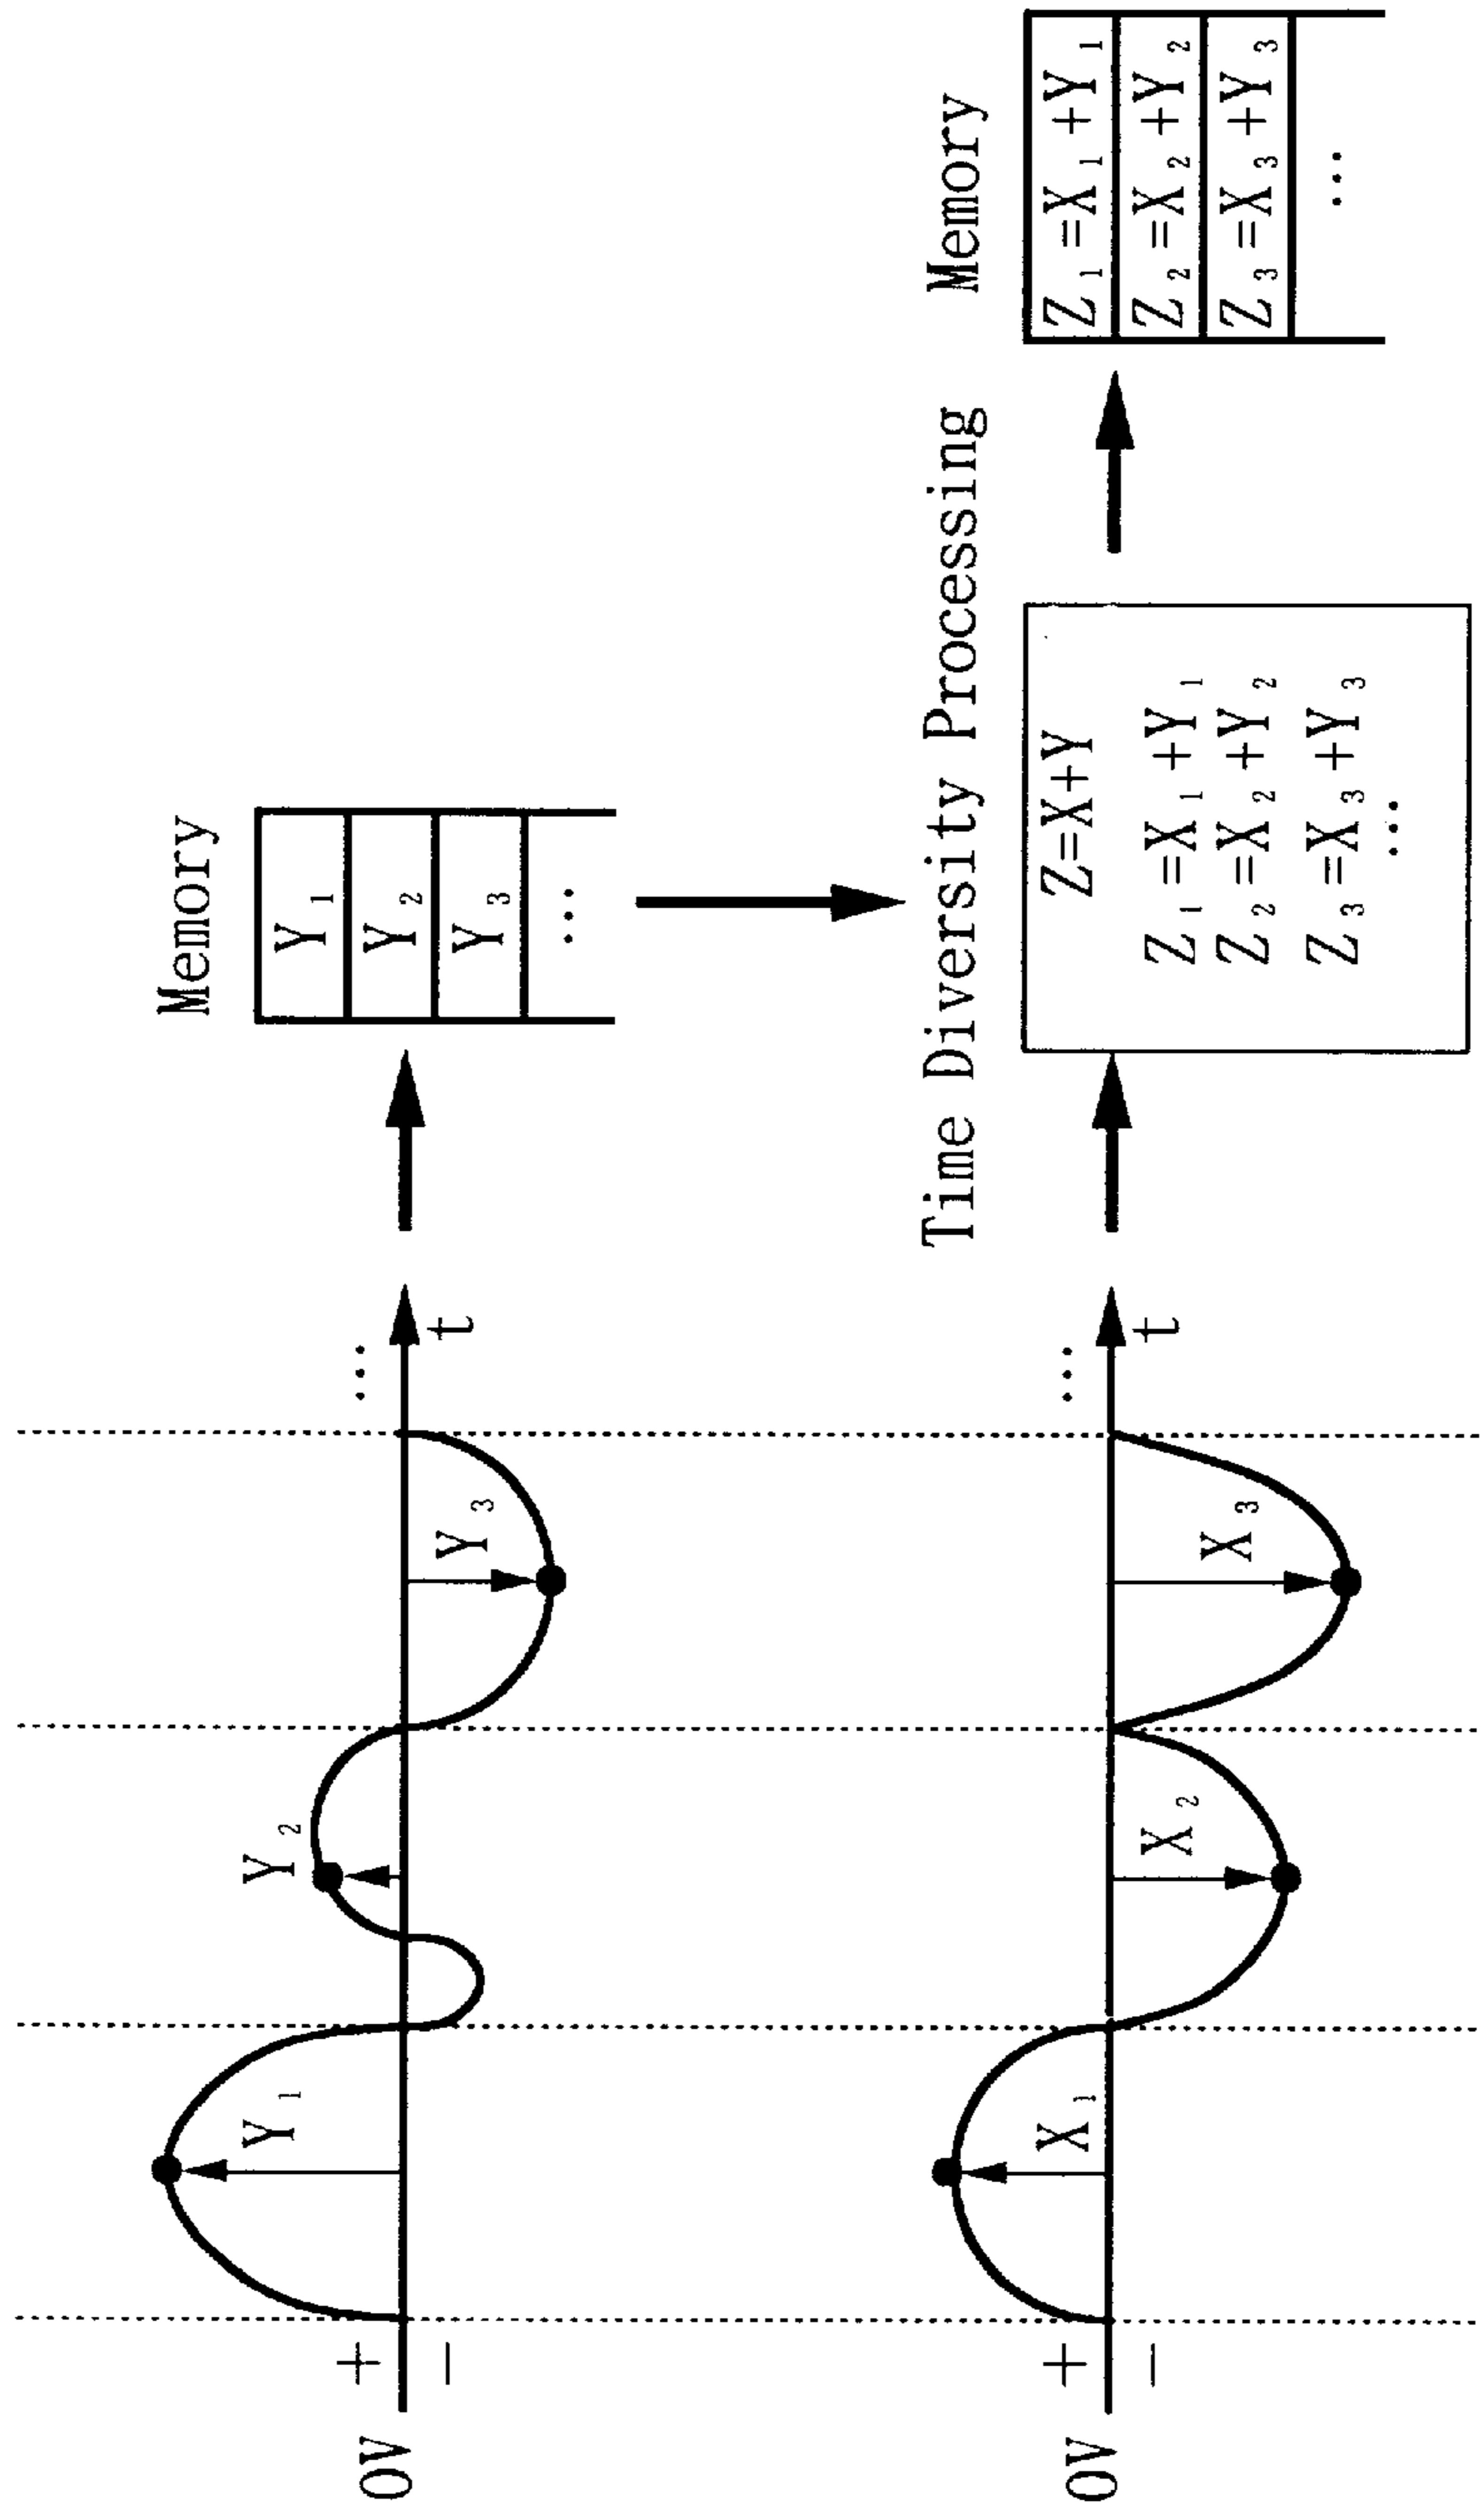 Memory
0V
+
−
Y1
Y2
Y3
...
t
Y1
Y2
Y3
...
Time Diversity Processing
Memory
0V
+
−
X1
X2
X3
...
t
Z=X+Y
Z1=X1+Y1
Z2=X2+Y2
Z3=X3+Y3
...
Z1=X1+Y1
Z2=X2+Y2
Z3=X3+Y3
...